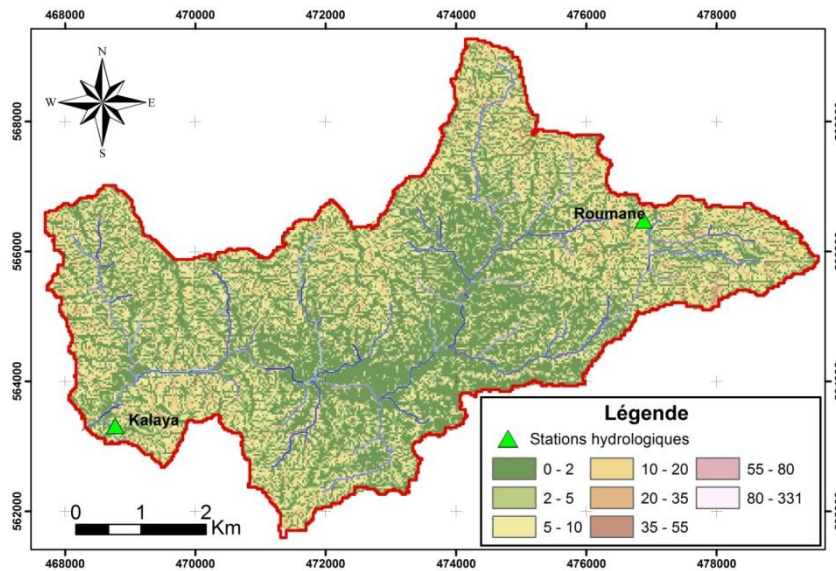 468000 470000 472000 474000 476000 478000
N
W E
S
568000
566000
564000
562000
Roumane
Kalaya
0 1 2
Km
Légende
Stations hydrologiques
0 - 2 10 - 20 55 - 80
2 - 5 20 - 35 80 - 331
5 - 10 35 - 55
468000 470000 472000 474000 476000 478000